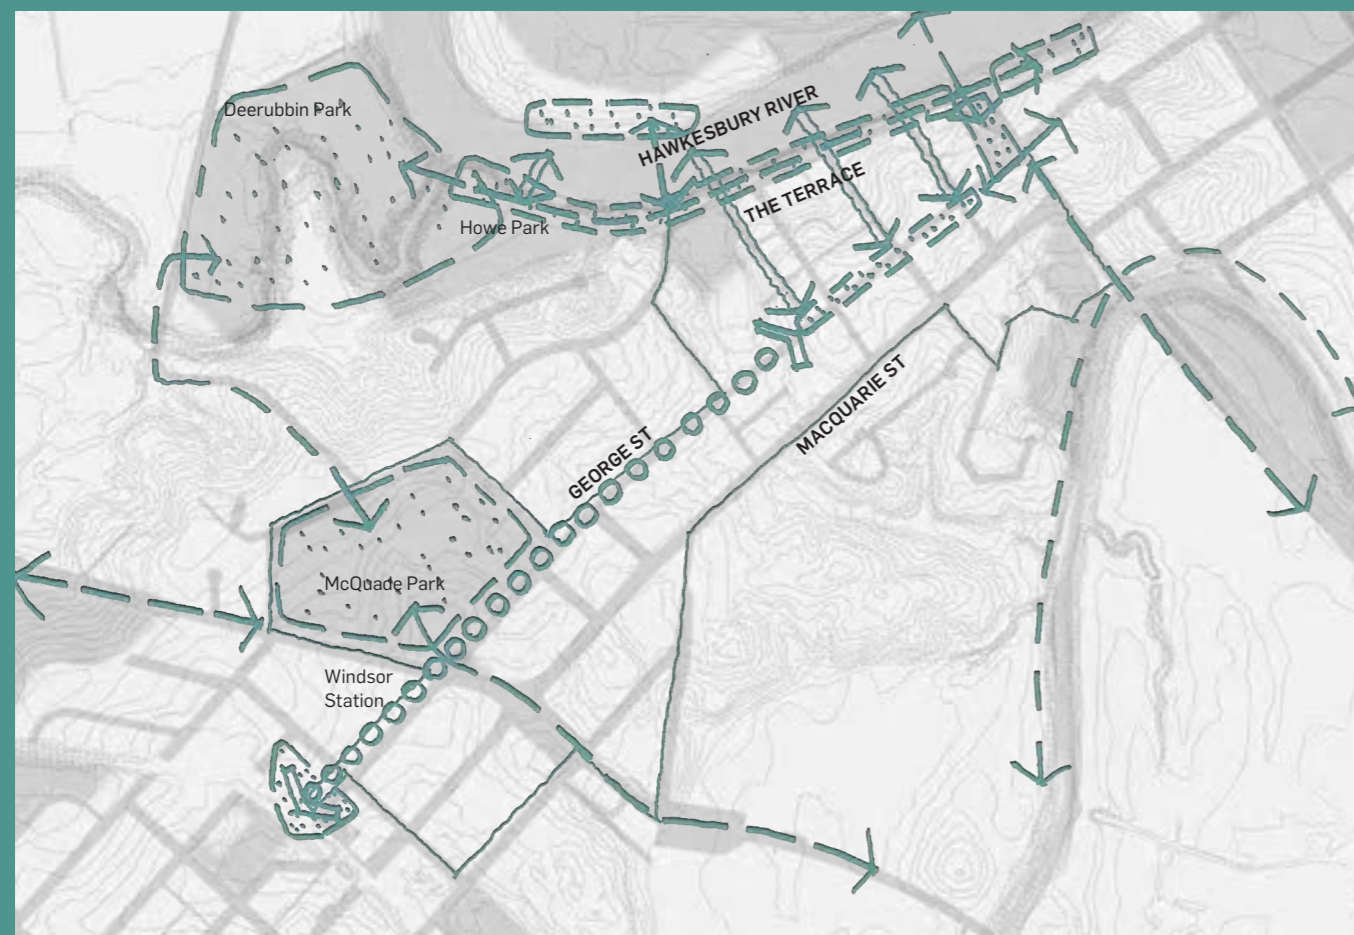 Deerubbin Park
HAWKESBURY RIVER
THE TERRACE
Howe Park
MACQUARIE ST
GEORGE ST
McQuade Park
Windsor
Station